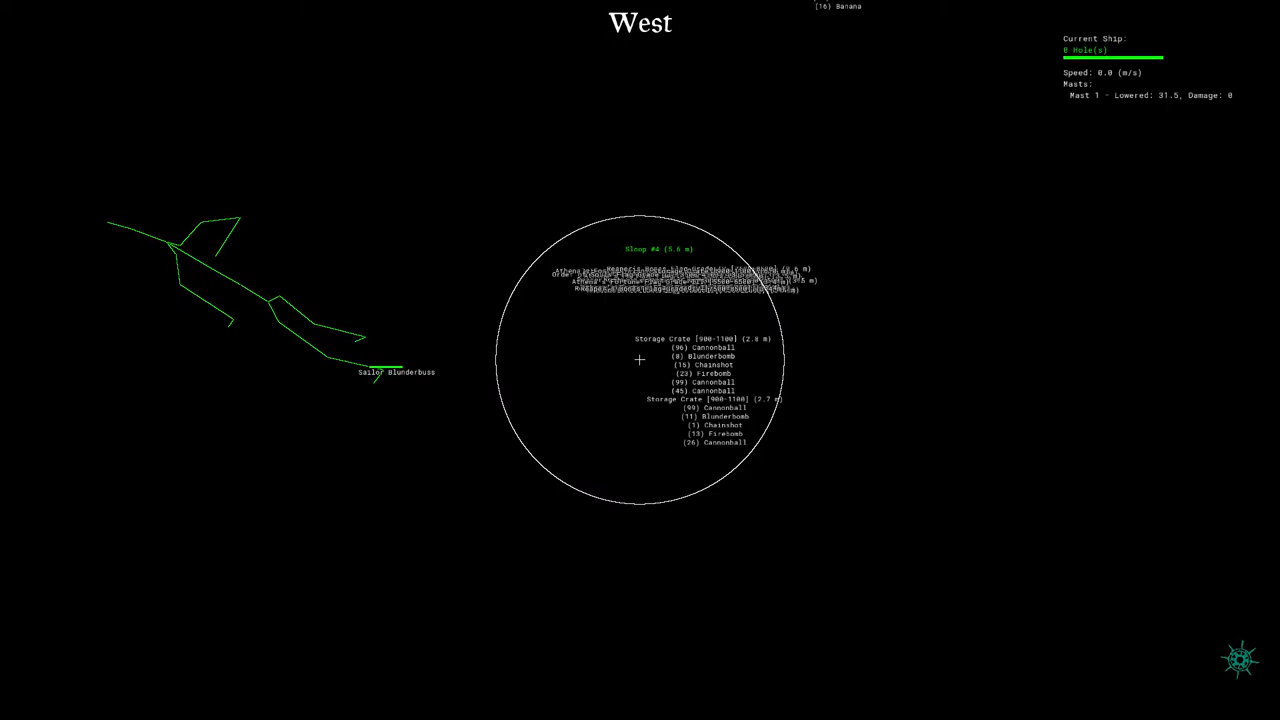 (16) Banana
West
Current Ship:
0 Hole(s)
Speed: 0.0 (m/s)
Masts:
Mast 1 - Lowered: 31.5, Damage: 0
Sloop #4 (5.6 m)
Storage Crate [900-1100] (2.8 m)
(96) Cannonball
(8) Blunderbomb
(15) Chainshot
(23) Firebomb
(99) Cannonball
(45) Cannonball
Storage Crate [900-1100] (2.7 m)
(99) Cannonball
(11) Blunderbomb
(1) Chainshot
(13) Firebomb
(26) Cannonball
Sailor Blunderbuss